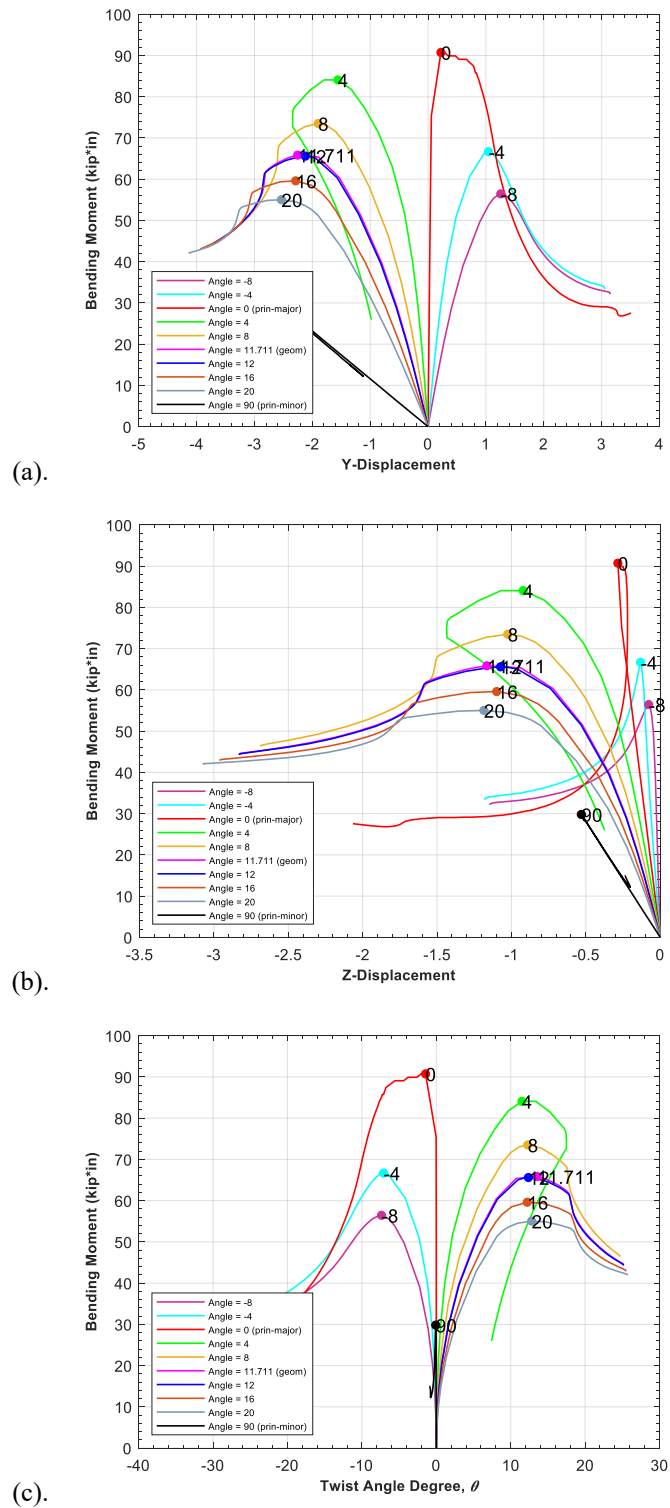 100
90
80
70
60
50
40
30
20
10
0
Bending Moment (kip*in)
0
4
8
11.711
12
16
20
-4
-8
Angle = -8
Angle = -4
Angle = 0 (prin-major)
Angle = 4
Angle = 8
Angle = 11.711 (geom)
Angle = 12
Angle = 16
Angle = 20
Angle = 90 (prin-minor)
-5 -4 -3 -2 -1 0 1 2 3 4
Y-Displacement
(a).
100
90
80
70
60
50
40
30
20
10
0
Bending Moment (kip*in)
0
4
8
11.711
12
16
20
-4
-8
90
Angle = -8
Angle = -4
Angle = 0 (prin-major)
Angle = 4
Angle = 8
Angle = 11.711 (geom)
Angle = 12
Angle = 16
Angle = 20
Angle = 90 (prin-minor)
-3.5 -3 -2.5 -2 -1.5 -1 -0.5 0
Z-Displacement
(b).
100
90
80
70
60
50
40
30
20
10
0
Bending Moment (kip*in)
0
4
-4
8
12
11.711
-8
16
20
90
Angle = -8
Angle = -4
Angle = 0 (prin-major)
Angle = 4
Angle = 8
Angle = 11.711 (geom)
Angle = 12
Angle = 16
Angle = 20
Angle = 90 (prin-minor)
-40 -30 -20 -10 0 10 20 30
Twist Angle Degree, θ
(c).